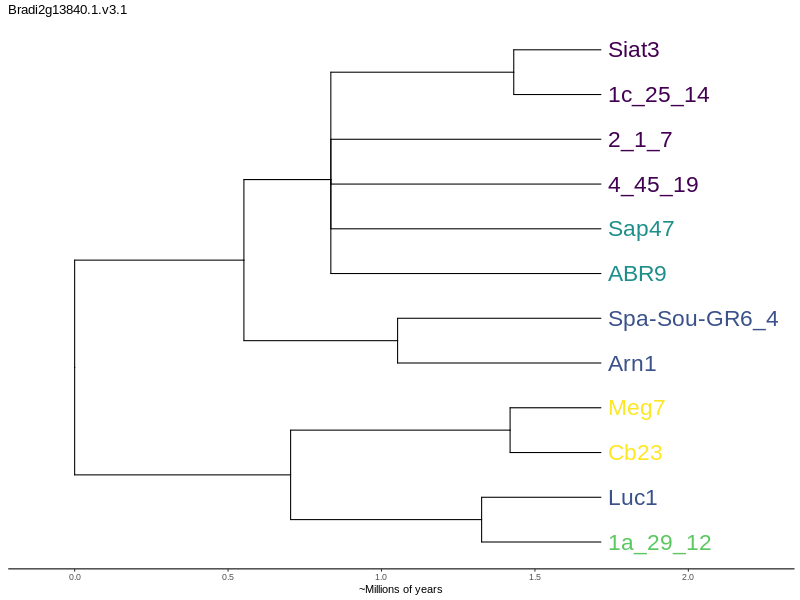 Bradi2g13840.1.v3.1
Siat3
1c_25_14
2_1_7
4_45_19
Sap47
ABR9
Spa-Sou-GR6_4
Arn1
Meg7
Cb23
Luc1
1a_29_12
0.0 0.5 1.0 1.5 2.0
~Millions of years